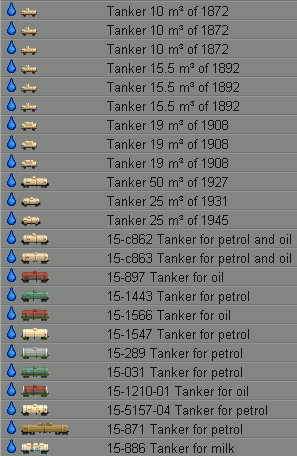 Tanker 10 m³ of 1872
Tanker 10 m³ of 1872
Tanker 10 m³ of 1872
Tanker 15.5 m³ of 1892
Tanker 15.5 m³ of 1892
Tanker 15.5 m³ of 1892
Tanker 19 m³ of 1908
Tanker 19 m³ of 1908
Tanker 19 m³ of 1908
Tanker 50 m³ of 1927
Tanker 25 m³ of 1931
Tanker 25 m³ of 1945
15-c862 Tanker for petrol and oil
15-c863 Tanker for petrol and oil
15-897 Tanker for oil
15-1443 Tanker for petrol
15-1566 Tanker for oil
15-1547 Tanker for petrol
15-289 Tanker for petrol
15-031 Tanker for petrol
15-1210-01 Tanker for oil
15-5157-04 Tanker for petrol
15-871 Tanker for petrol
15-886 Tanker for milk